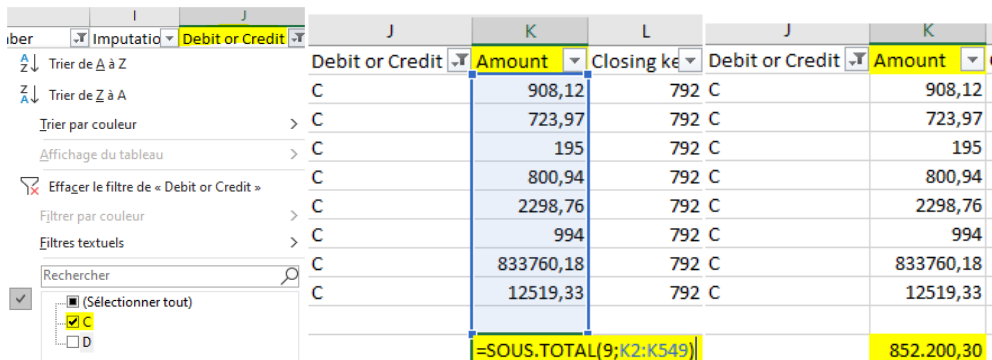 I J
ıber Imputatio Debit or Credit
Trier de A à Z
Trier de Z à A
Trier par couleur
Affichage du tableau
Effacer le filtre de « Debit or Credit »
Filtrer par couleur
Filtres textuels
Rechercher
(Sélectionner tout)
C
D
J K L
Debit or Credit Amount Closing ke
C 908,12 792
C 723,97 792
C 195 792
C 800,94 792
C 2298,76 792
C 994 792
C 833760,18 792
C 12519,33 792
=SOUS.TOTAL(9;K2:K549)
J K
Debit or Credit Amount
C 908,12
C 723,97
C 195
C 800,94
C 2298,76
C 994
C 833760,18
C 12519,33
852.200,30